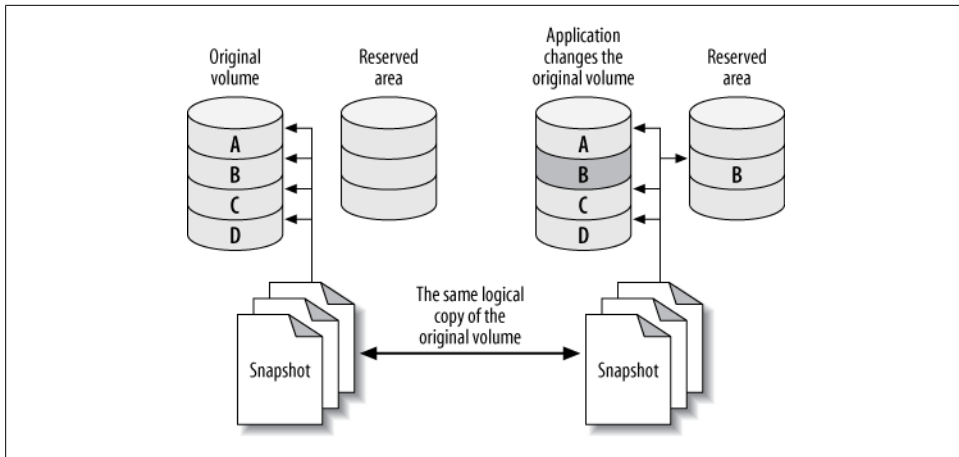 Original
volume
Reserved
area
Application
changes the
original volume
Reserved
area
A
B
C
D
A
B
C
D
B
The same logical
copy of the
original volume
Snapshot
Snapshot